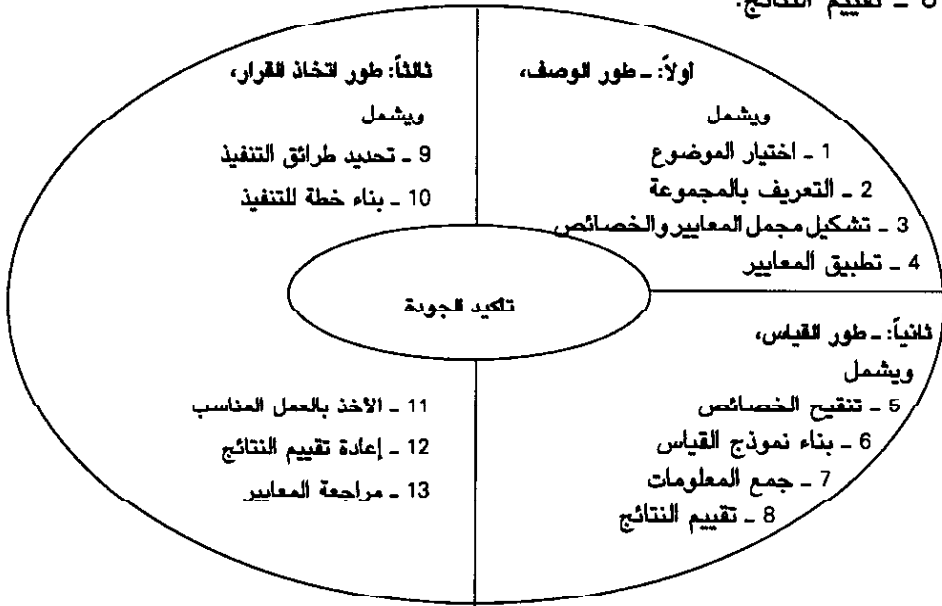 8 ـ تقييم النتائج.
أولاً: ـ طور الوصف،
ويشمل
1 ـ اختيار الموضوع
2 ـ التعريف بالمجموعة
3 ـ تشكيل مجمل المعايير والخصائص
4 ـ تطبيق المعايير
ثانياً: ـ طور القياس،
ويشمل
5 ـ تنقيح الخصائص
6 ـ بناء نموذج القياس
7 ـ جمع المعلومات
8 ـ تقييم النتائج
ثالثاً: طور اتخاذ القرار،
ويشمل
9 ـ تحديد طرائق التنفيذ
10 ـ بناء خطة للتنفيذ
11 ـ الأخذ بالعمل المناسب
12 ـ إعادة تقييم النتائج
13 ـ مراجعة المعايير
تأكيد الجودة